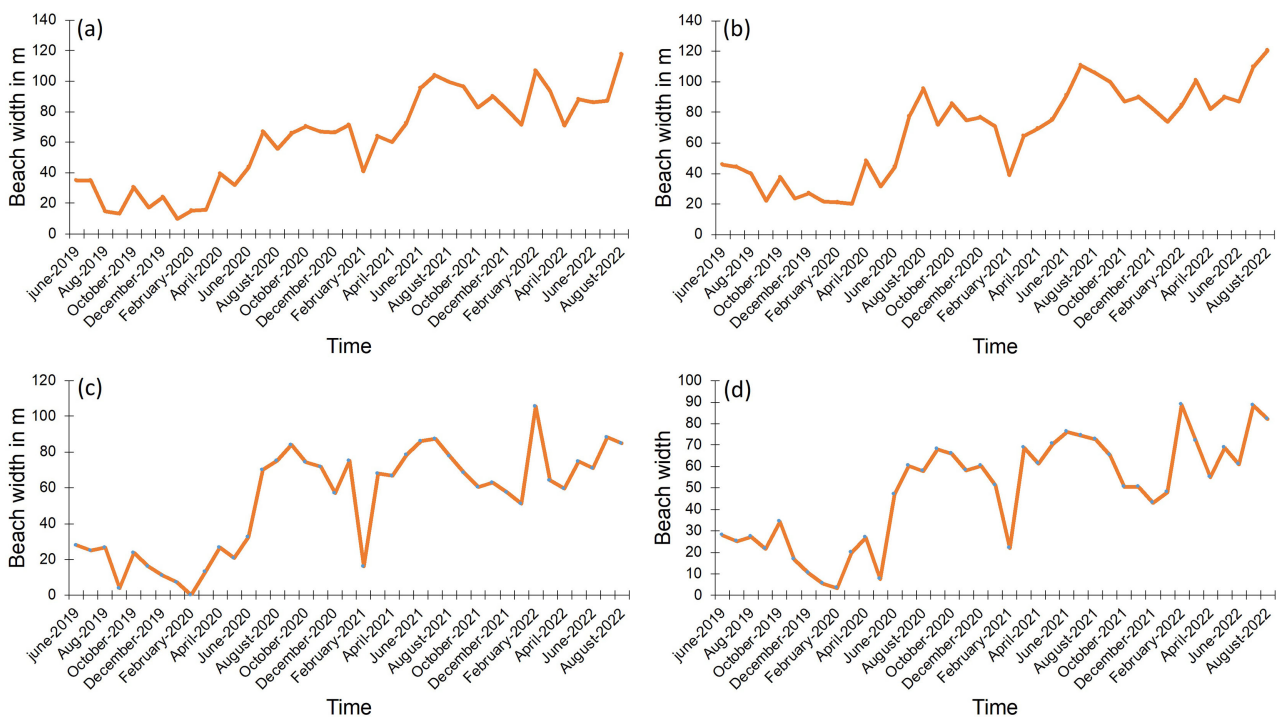 (a)
Beach width in m
140
120
100
80
60
40
20
0
june-2019
Aug-2019
October-2019
December-2019
February-2020
April-2020
June-2020
August-2020
October-2020
December-2020
February-2021
April-2021
June-2021
August-2021
October-2021
December-2021
February-2022
April-2022
June-2022
August-2022
Time
(b)
Beach width in m
140
120
100
80
60
40
20
0
june-2019
Aug-2019
October-2019
December-2019
February-2020
April-2020
June-2020
August-2020
October-2020
December-2020
February-2021
April-2021
June-2021
August-2021
October-2021
December-2021
February-2022
April-2022
June-2022
August-2022
Time
(c)
Beach width in m
120
100
80
60
40
20
0
june-2019
Aug-2019
October-2019
December-2019
February-2020
April-2020
June-2020
August-2020
October-2020
December-2020
February-2021
April-2021
June-2021
August-2021
October-2021
December-2021
February-2022
April-2022
June-2022
August-2022
Time
(d)
Beach width
100
90
80
70
60
50
40
30
20
10
0
june-2019
Aug-2019
October-2019
December-2019
February-2020
April-2020
June-2020
August-2020
October-2020
December-2020
February-2021
April-2021
June-2021
August-2021
October-2021
December-2021
February-2022
April-2022
June-2022
August-2022
Time